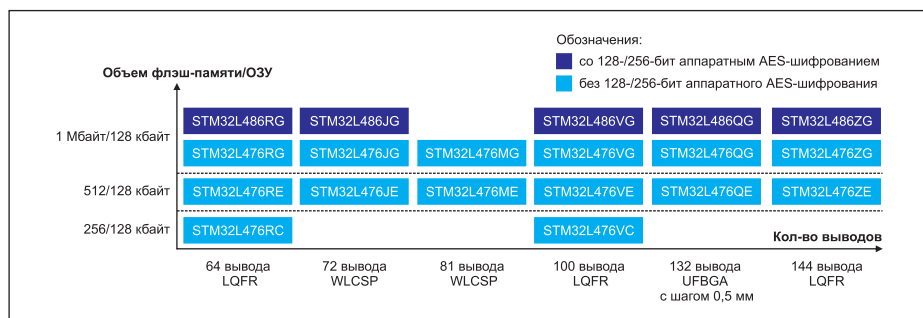 Обозначения:
со 128-/256-бит аппаратным AES-шифрованием
без 128-/256-бит аппаратного AES-шифрования
Объем флэш-памяти/ОЗУ
1 Мбайт/128 кбайт
STM32L486RG STM32L486JG STM32L486VG STM32L486QG STM32L486ZG
STM32L476RG STM32L476JG STM32L476MG STM32L476VG STM32L476QG STM32L476ZG
512/128 кбайт
STM32L476RE STM32L476JE STM32L476ME STM32L476VE STM32L476QE STM32L476ZE
256/128 кбайт
STM32L476RC STM32L476VC
Кол-во выводов
64 вывода
LQFR
72 вывода
WLCSP
81 вывода
WLCSP
100 вывода
LQFR
132 вывода
UFBGA
с шагом 0,5 мм
144 вывода
LQFR